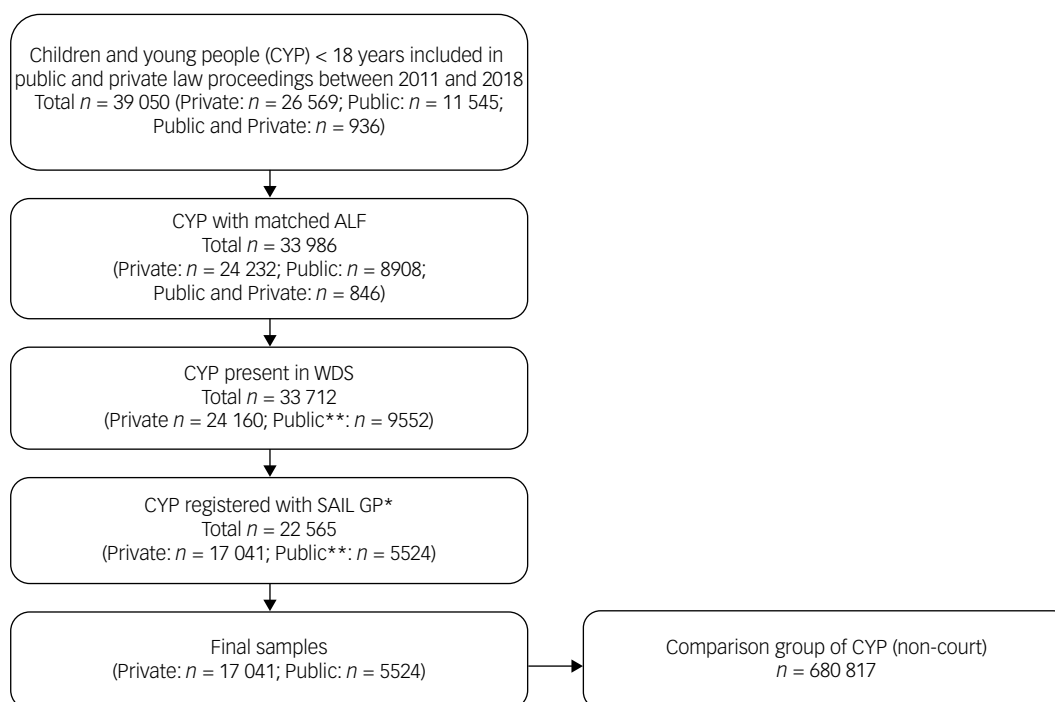 Children and young people (CYP) < 18 years included in
public and private law proceedings between 2011 and 2018
Total n = 39 050 (Private: n = 26 569; Public: n = 11 545;
Public and Private: n = 936)
CYP with matched ALF
Total n = 33 986
(Private: n = 24 232; Public: n = 8908;
Public and Private: n = 846)
CYP present in WDS
Total n = 33 712
(Private n = 24 160; Public**: n = 9552)
CYP registered with SAIL GP*
Total n = 22 565
(Private: n = 17 041; Public**: n = 5524)
Final samples
(Private: n = 17 041; Public: n = 5524)
Comparison group of CYP (non-court)
n = 680 817